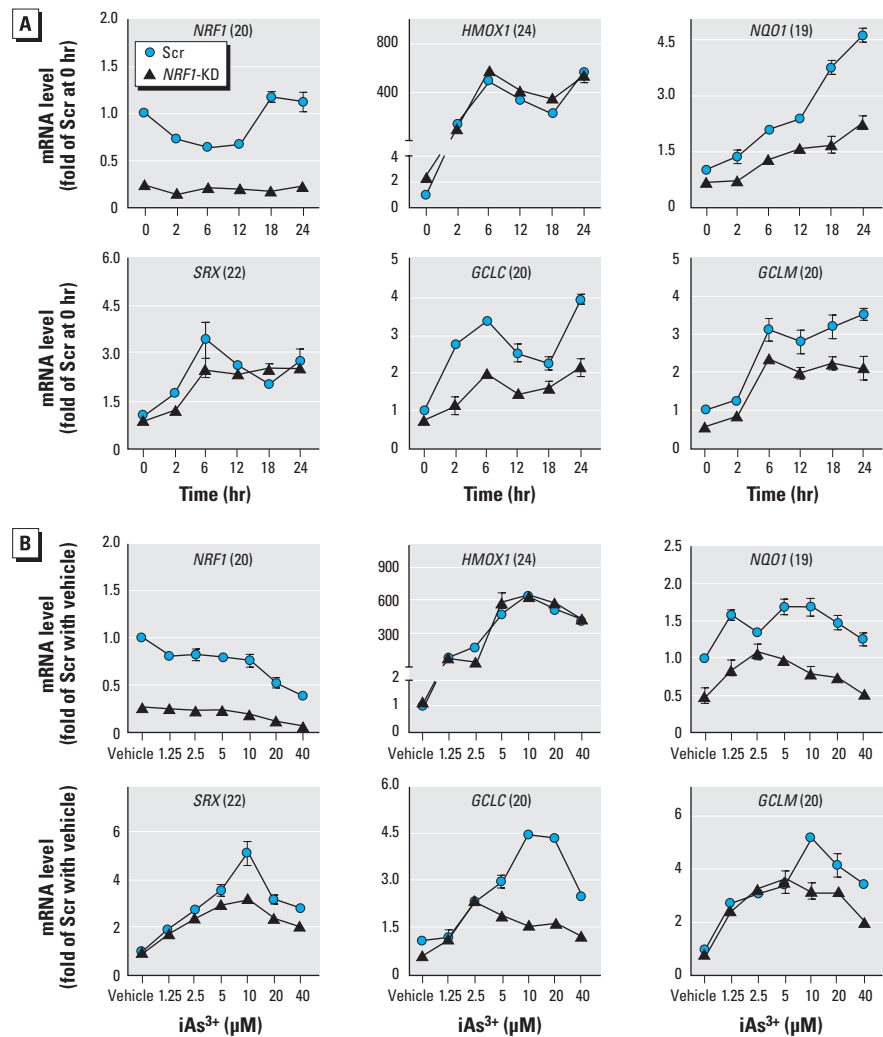 A
NRF1 (20)
HMOX1 (24)
NQO1 (19)
Scr
NRF1-KD
mRNA level
(fold of Scr at 0 hr)
2.0
1.5
1.0
0.5
0
0 2 6 12 18 24
800
400
4
2
0
0 2 6 12 18 24
4.5
3.0
1.5
0
0 2 6 12 18 24
SRX (22)
GCLC (20)
GCLM (20)
mRNA level
(fold of Scr at 0 hr)
6.0
4.5
3.0
1.5
0
0 2 6 12 18 24
5
4
3
2
1
0
0 2 6 12 18 24
5
4
3
2
1
0
0 2 6 12 18 24
Time (hr)
Time (hr)
Time (hr)
B
NRF1 (20)
HMOX1 (24)
NQO1 (19)
mRNA level
(fold of Scr with vehicle)
2.0
1.5
1.0
0.5
0
Vehicle 1.25 2.5 5 10 20 40
900
600
300
2
1
0
Vehicle 1.25 2.5 5 10 20 40
2.5
2.0
1.5
1.0
0.5
0
Vehicle 1.25 2.5 5 10 20 40
SRX (22)
GCLC (20)
GCLM (20)
mRNA level
(fold of Scr with vehicle)
6
4
2
0
Vehicle 1.25 2.5 5 10 20 40
6.0
4.5
3.0
1.5
0
Vehicle 1.25 2.5 5 10 20 40
6
4
2
0
Vehicle 1.25 2.5 5 10 20 40
iAs³⁺ (µM)
iAs³⁺ (µM)
iAs³⁺ (µM)